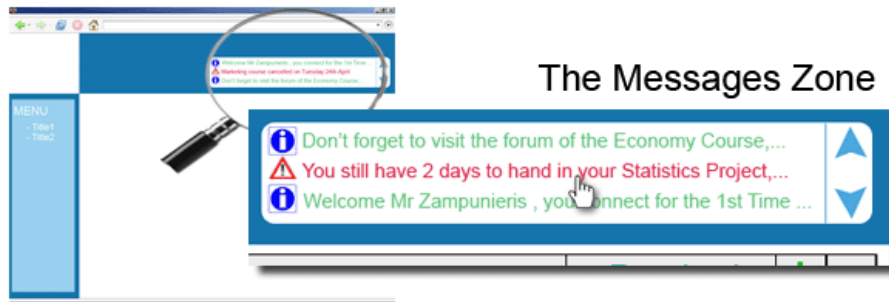 Welcome Mr Zampunieris , you connect for the 1st Time
Marketing course cancelled on Tuesday 24th April
Don't forget to visit the forum of the Economy Course,...
MENU
- Title1
- Title2
The Messages Zone
Don't forget to visit the forum of the Economy Course,...
You still have 2 days to hand in your Statistics Project,...
Welcome Mr Zampunieris , you connect for the 1st Time ...